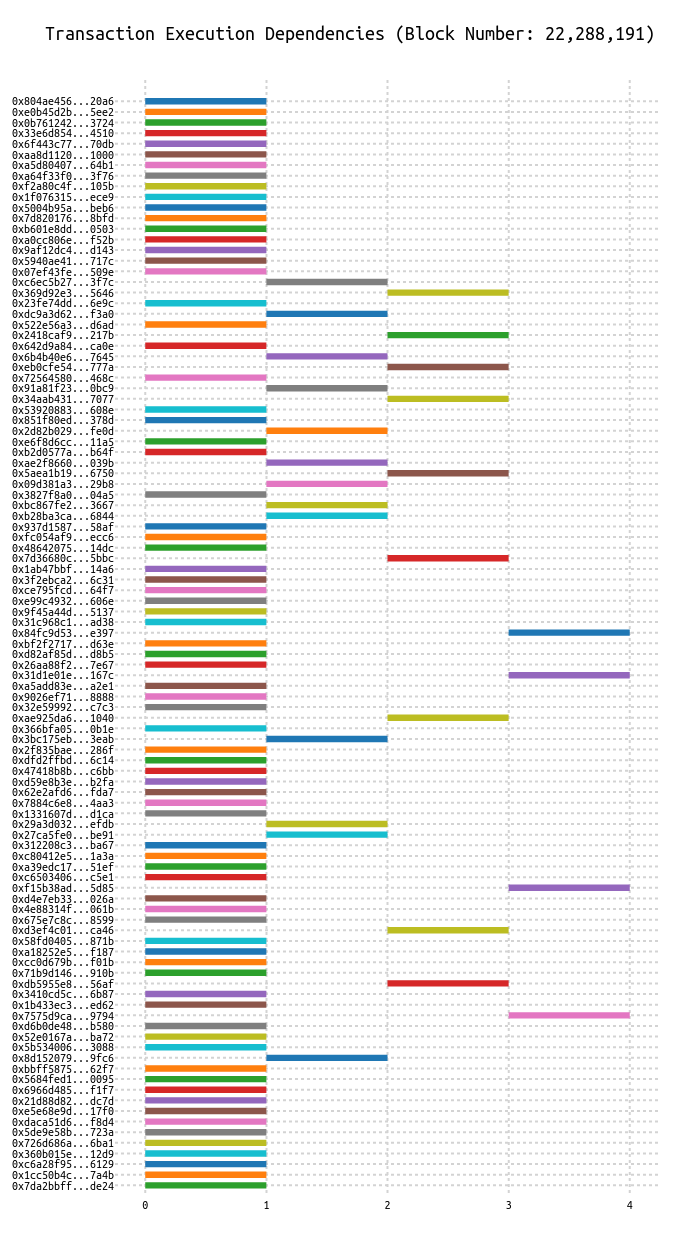 Transaction Execution Dependencies (Block Number: 22,288,191)
0x804ae456...20a6
0xe0b45d2b...5ee2
0x0b761242...3724
0x33e6d854...4510
0x6f443c77...70db
0xaa8d1120...1000
0xa5d80407...64b1
0xa64f33f0...3f76
0xf2a80c4f...105b
0x1f076315...ece9
0x5004b95a...beb6
0x7d820176...8bfd
0xb601e8dd...0503
0xa0cc806e...f52b
0x9af12dc4...d143
0x5940ae41...717c
0x07ef43fe...509e
0xc6ec5b27...3f7c
0x369d92e3...5646
0x23fe74dd...6e9c
0xdc9a3d62...f3a0
0x522e56a3...d6ad
0x2418caf9...217b
0x642d9a84...ca0e
0x6b4b40e6...7645
0xeb0cfe54...777a
0x72564580...468c
0x91a81f23...0bc9
0x34aab431...7077
0x53920883...608e
0x851f80ed...378d
0x2d82b029...fe0d
0xe6f8d6cc...11a5
0xb2d0577a...b64f
0xae2f8660...039b
0x5aea1b19...6750
0x09d381a3...29b8
0x3827f8a0...04a5
0xbc867fe2...3667
0xb28ba3ca...6844
0x937d1587...58af
0xfc054af9...ecc6
0x48642075...14dc
0x7d36680c...5bbc
0x1ab47bbf...14a6
0x3f2ebca2...6c31
0xce795fcd...64f7
0xe99c4932...606e
0x9f45a44d...5137
0x31c968c1...ad38
0x84fc9d53...e397
0xbf2f2717...d63e
0xd82af85d...d8b5
0x26aa88f2...7e67
0x31d1e01e...167c
0xa5add83e...a2e1
0x9026ef71...8888
0x32e59992...c7c3
0xae925da6...1040
0x366bfa05...0b1e
0x3bc175eb...3eab
0x2f835bae...286f
0xdfd2ffbd...6c14
0x47418b8b...c6bb
0xd59e8b3e...b2fa
0x62e2afd6...fda7
0x7884c6e8...4aa3
0x1331607d...d1ca
0x29a3d032...efdb
0x27ca5fe0...be91
0x312208c3...ba67
0xc80412e5...1a3a
0xa39edc17...51ef
0xc6503406...c5e1
0xf15b38ad...5d85
0xd4e7eb33...026a
0x4e88314f...061b
0x675e7c8c...8599
0xd3ef4c01...ca46
0x58fd0405...871b
0xa18252e5...f187
0xcc0d679b...f01b
0x71b9d146...910b
0xdb5955e8...56af
0x3410cd5c...6b87
0x1b433ec3...ed62
0x7575d9ca...9794
0xd6b0de48...b580
0x52e0167a...ba72
0x5b534006...3088
0x8d152079...9fc6
0xbbff5875...62f7
0x5684fed1...0095
0x6966d485...f1f7
0x21d88d82...dc7d
0xe5e68e9d...17f0
0xdaca51d6...f8d4
0x5de9e58b...723a
0x726d686a...6ba1
0x360b015e...12d9
0xc6a28f95...6129
0x1cc50b4c...7a4b
0x7da2bbff...de24
0 1 2 3 4